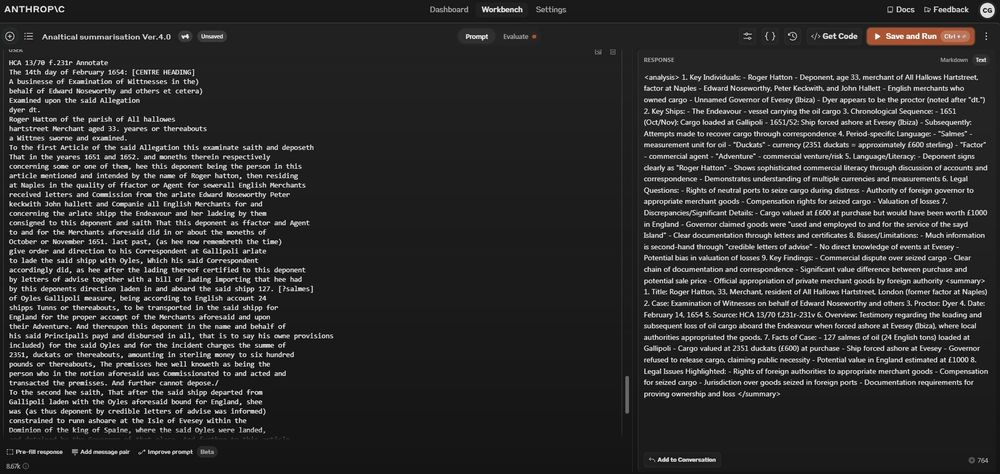 ANTHROP\C
Dashboard
Workbench
Settings
Docs
Feedback
CG
Analtical summarisation Ver.4.0
Unsaved
Prompt
Evaluate
Get Code
Save and Run
Ctrl +
USER
HCA 13/70 f.231r Annotate
The 14th day of February 1654: [CENTRE HEADING]
A businesse of Examination of Witnesses in the)
behalf of Edward Noseworthy and others et cetera)
Examined upon the said Allegation
dyer dt.
Roger Hatton of the parish of All hallowes
hartstreet Merchant aged 33. yeares or thereabouts
a Wittnes sworne and examined.
To the first Article of the said Allegation this examinate saith and deposeth
That in the yeares 1651 and 1652. and moneths therein respectively
concerning some or one of them, hee this deponent being the person in this
article mentioned and intended by the name of Roger hatton, then residing
at Naples in the quality of ffactor or Agent for sewerall English Merchants
received letters and Commission from the arlate Edward Noseworthy Peter
keckwith John hallett and Companie all English Merchants for and
concerning the arlate shipp the Endeavour and her ladeing by them
consigned to this deponent and saith That this deponent as ffactor and Agent
to and for the Merchants aforesaid did in or about the moneths of
October or November 1651. last past, (as hee now remembreth the time)
give order and direction to his Correspondent at Gallipoli arlate
to lade the said shipp with Oyles, Which his said Correspondent
accordingly did, as hee after the lading thereof certified to this deponent
by letters of advise together with a bill of lading importing that hee had
by this deponents direction laden in and aboard the said shipp 127. [?salmes]
of Oyles Gallipoli measure, being according to English account 24
shipps Tunns or thereabouts, to be transported in the said shipp for
England for the proper accompt of the Merchants aforesaid and upon
their Adventure. And thereupon this deponent in the name and behalf of
his said Principalls payd and disbursed in all, that is to say his owne provisions
included) for the said Oyles and for the incident charges the summe of
2351, duckats or thereabouts, amounting in sterling money to six hundred
pounds or thereabouts, The premisses hee well knoweth as being the
person who in the notion aforesaid was Commissionated to and acted and
transacted the premisses. And further cannot depose./
To the second hee saith, That after the said shipp departed from
Gallipoli laden with the Oyles aforesaid bound for England, shee
was (as thus deponent by credible letters of advise was informed)
constrained to runn ashoare at the Isle of Evesey within the
Dominion of the king of Spaine, where the said Oyles were landed,
Pre-fill response
Add message pair
Improve prompt
Beta
8.67k
RESPONSE
Markdown
Text
<analysis> 1. Key Individuals: - Roger Hatton - Deponent, age 33, merchant of All Hallows Hartstreet,
factor at Naples - Edward Noseworthy, Peter Keckwith, and John Hallett - English merchants who
owned cargo - Unnamed Governor of Evesey (Ibiza) - Dyer appears to be the proctor (noted after "dt.")
2. Key Ships: - The Endeavour - vessel carrying the oil cargo 3. Chronological Sequence: - 1651
(Oct/Nov): Cargo loaded at Gallipoli - 1651/52: Ship forced ashore at Evesey (Ibiza) - Subsequently:
Attempts made to recover cargo through correspondence 4. Period-specific Language: - "Salmes" -
measurement unit for oil - "Duckats" - currency (2351 duckats = approximately £600 sterling) - "Factor"
- commercial agent - "Adventure" - commercial venture/risk 5. Language/Literacy: - Deponent signs
clearly as "Roger Hatton" - Shows sophisticated commercial literacy through discussion of accounts and
correspondence - Demonstrates understanding of multiple currencies and measurements 6. Legal
Questions: - Rights of neutral ports to seize cargo during distress - Authority of foreign governor to
appropriate merchant goods - Compensation rights for seized cargo - Valuation of losses 7.
Discrepancies/Significant Details: - Cargo valued at £600 at purchase but would have been worth £1000
in England - Governor claimed goods were "used and employed to and for the service of the sayd
Island" - Clear documentation through letters and certificates 8. Biases/Limitations: - Much information
is second-hand through "credible letters of advise" - No direct knowledge of events at Evesey -
Potential bias in valuation of losses 9. Key Findings: - Commercial dispute over seized cargo - Clear
chain of documentation and correspondence - Significant value difference between purchase and
potential sale price - Official appropriation of private merchant goods by foreign authority <summary>
1. Title: Roger Hatton, 33, Merchant, resident of All Hallows Hartstreet, London (former factor at Naples)
2. Case: Examination of Witnesses on behalf of Edward Noseworthy and others 3. Proctor: Dyer 4. Date:
February 14, 1654 5. Source: HCA 13/70 f.231r-231v 6. Overview: Testimony regarding the loading and
subsequent loss of oil cargo aboard the Endeavour when forced ashore at Evesey (Ibiza), where local
authorities appropriated the goods. 7. Facts of Case: - 127 salmes of oil (24 English tons) loaded at
Gallipoli - Cargo valued at 2351 duckats (£600) at purchase - Ship forced ashore at Evesey - Governor
refused to release cargo, claiming public necessity - Potential value in England estimated at £1000 8.
Legal Issues Highlighted: - Rights of foreign authorities to appropriate merchant goods - Compensation
for seized cargo - Jurisdiction over goods seized in foreign ports - Documentation requirements for
proving ownership and loss </summary>
Add to Conversation
764